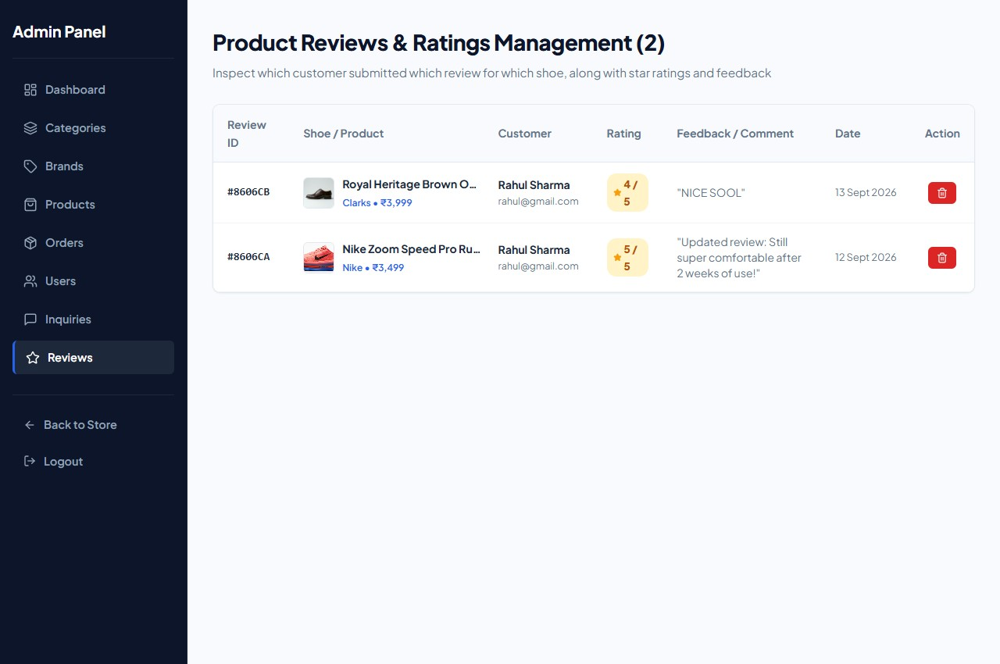 Admin Panel
Dashboard
Categories
Brands
Products
Orders
Users
Inquiries
Reviews
Back to Store
Logout
Product Reviews & Ratings Management (2)
Inspect which customer submitted which review for which shoe, along with star ratings and feedback
Review
ID
Shoe / Product
Customer
Rating
Feedback / Comment
Date
Action
#8606CB
Royal Heritage Brown O...
Clarks • ₹3,999
Rahul Sharma
rahul@gmail.com
4 /
5
"NICE SOOL"
13 Sept 2026
#8606CA
Nike Zoom Speed Pro Ru...
Nike • ₹3,499
Rahul Sharma
rahul@gmail.com
5 /
5
"Updated review: Still
super comfortable after
2 weeks of use!"
12 Sept 2026